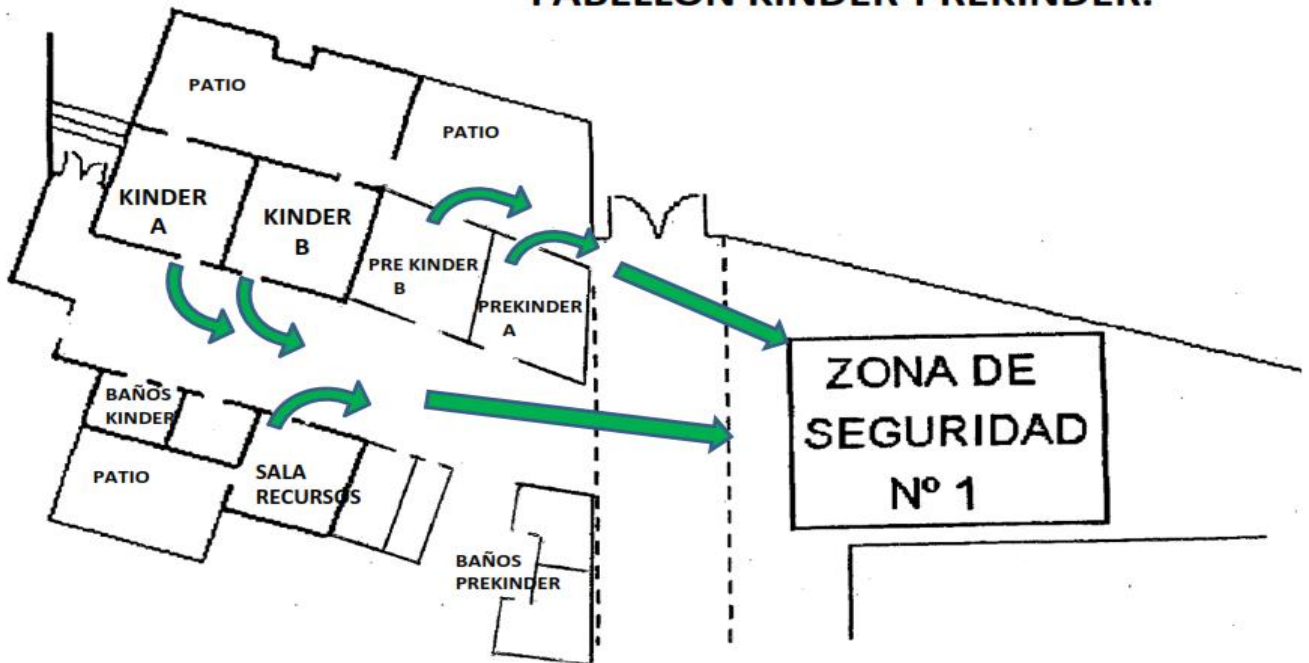 PABELLON KINDER Y PREKINDER.
PATIO
PATIO
KINDER
A
KINDER
B
PRE KINDER
B
PREKINDER
A
ZONA DE
SEGURIDAD
Nº 1
BAÑOS
KINDER
PATIO
SALA
RECURSOS
BAÑOS
PREKINDER